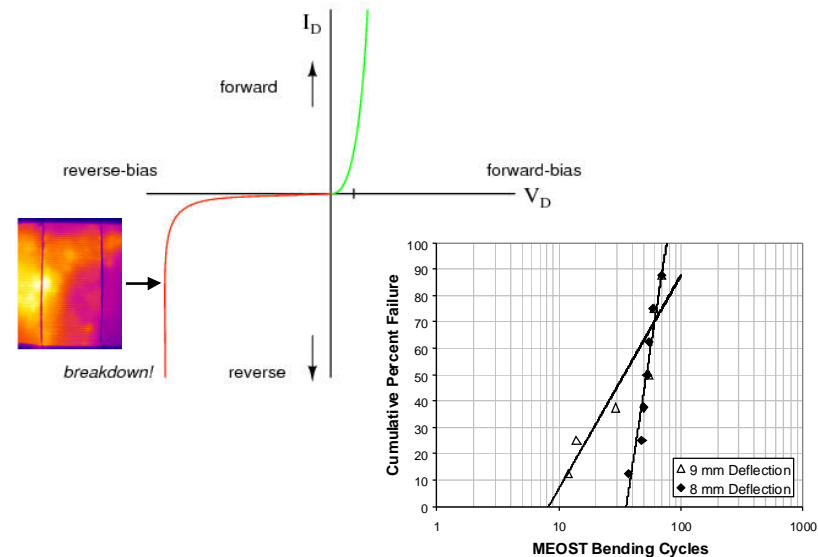 I_D
forward
reverse-bias
forward-bias
V_D
breakdown!
reverse
Cumulative Percent Failure
100
90
80
70
60
50
40
30
20
10
0
1
10
100
1000
MEOST Bending Cycles
9 mm Deflection
8 mm Deflection